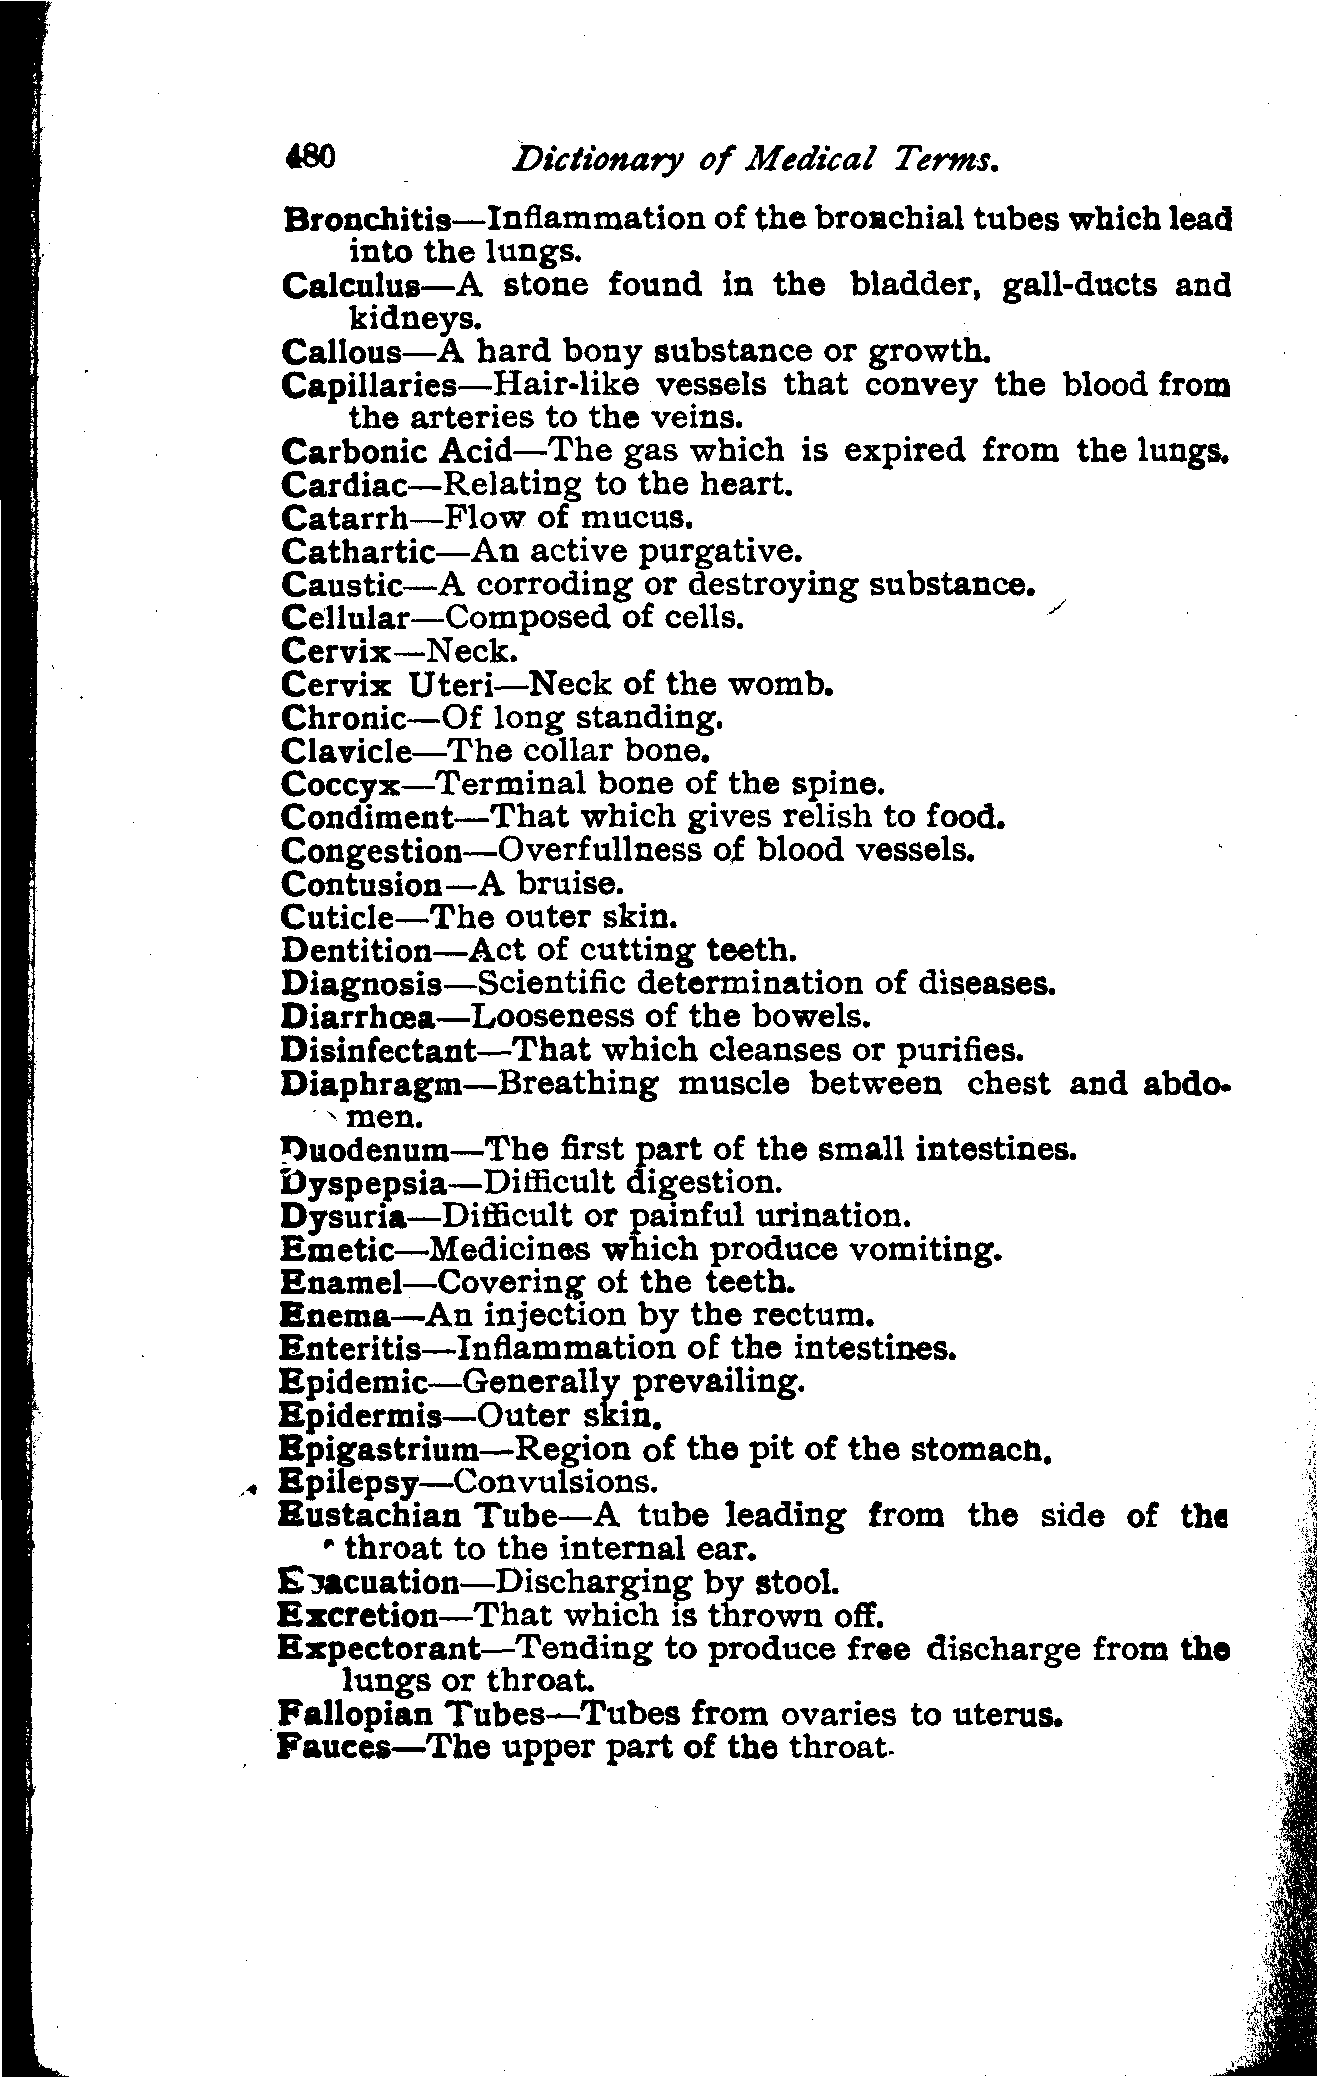 480 Dictionary of Medical Terms.
Bronchitis—Inflammation of the bronchial tubes which lead
into the lungs.
Calculus—A stone found in the bladder, gall-ducts and
kidneys.
Callous—A hard bony substance or growth.
Capillaries—Hair-like vessels that convey the blood from
the arteries to the veins.
Carbonic Acid—The gas which is expired from the lungs.
Cardiac—Relating to the heart.
Catarrh—Flow of mucus.
Cathartic—An active purgative.
Caustic—A corroding or destroying substance.
Cellular—Composed of cells.
Cervix—Neck.
Cervix Uteri—Neck of the womb.
Chronic—Of long standing.
Clavicle—The collar bone.
Coccyx—Terminal bone of the spine.
Condiment—That which gives relish to food.
Congestion—Overfullness of blood vessels.
Contusion—A bruise.
Cuticle—The outer skin.
Dentition—Act of cutting teeth.
Diagnosis—Scientific determination of diseases.
Diarrhœa—Looseness of the bowels.
Disinfectant—That which cleanses or purifies.
Diaphragm—Breathing muscle between chest and abdo-
men.
Duodenum—The first part of the small intestines.
Dyspepsia—Difficult digestion.
Dysuria—Difficult or painful urination.
Emetic—Medicines which produce vomiting.
Enamel—Covering of the teeth.
Enema—An injection by the rectum.
Enteritis—Inflammation of the intestines.
Epidemic—Generally prevailing.
Epidermis—Outer skin.
Epigastrium—Region of the pit of the stomach.
Epilepsy—Convulsions.
Eustachian Tube—A tube leading from the side of the
throat to the internal ear.
Evacuation—Discharging by stool.
Excretion—That which is thrown off.
Expectorant—Tending to produce free discharge from the
lungs or throat.
Fallopian Tubes—Tubes from ovaries to uterus.
Fauces—The upper part of the throat.